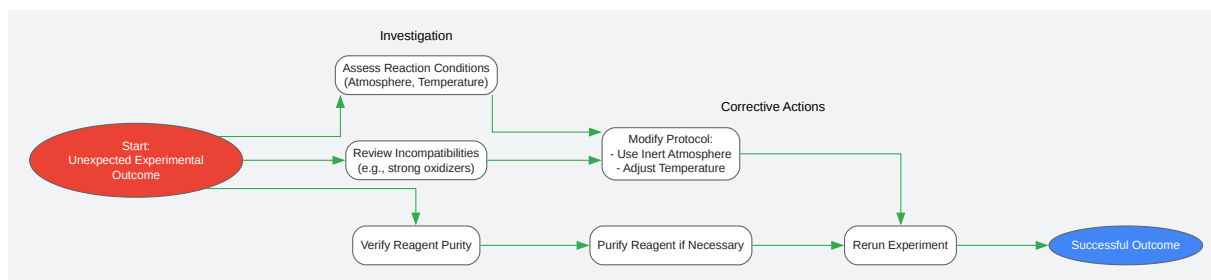 Investigation
Assess Reaction Conditions
(Atmosphere, Temperature)
Corrective Actions
Start:
Unexpected Experimental
Outcome
Review Incompatibilities
(e.g., strong oxidizers)
Modify Protocol:
- Use Inert Atmosphere
- Adjust Temperature
Verify Reagent Purity
Purify Reagent if Necessary
Rerun Experiment
Successful Outcome